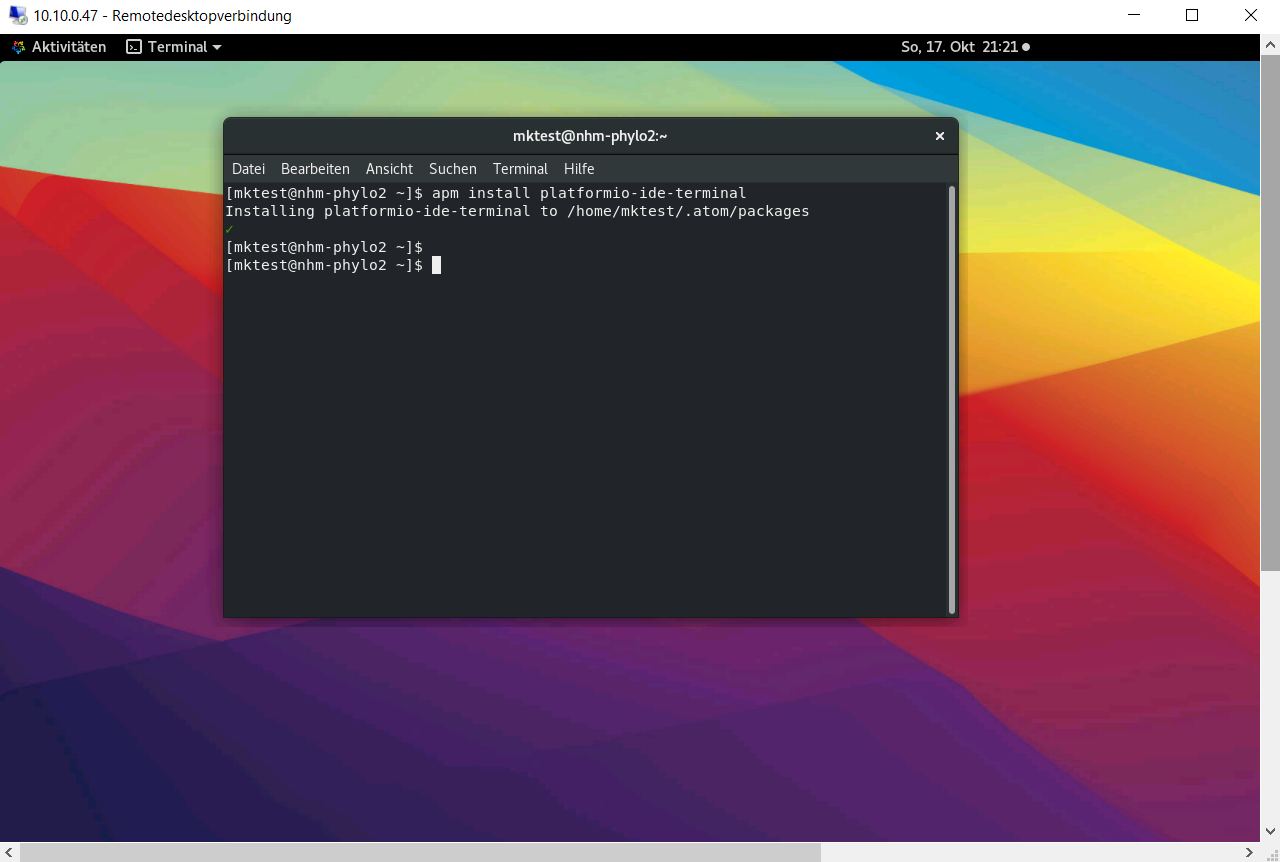 10.10.0.47 - Remotedesktopverbindung
Aktivitäten Terminal So, 17. Okt 21:21
mktest@nhm-phylo2:~
Datei Bearbeiten Ansicht Suchen Terminal Hilfe
[mktest@nhm-phylo2 ~]$ apm install platformio-ide-terminal
Installing platformio-ide-terminal to /home/mktest/.atom/packages
✓
[mktest@nhm-phylo2 ~]$
[mktest@nhm-phylo2 ~]$